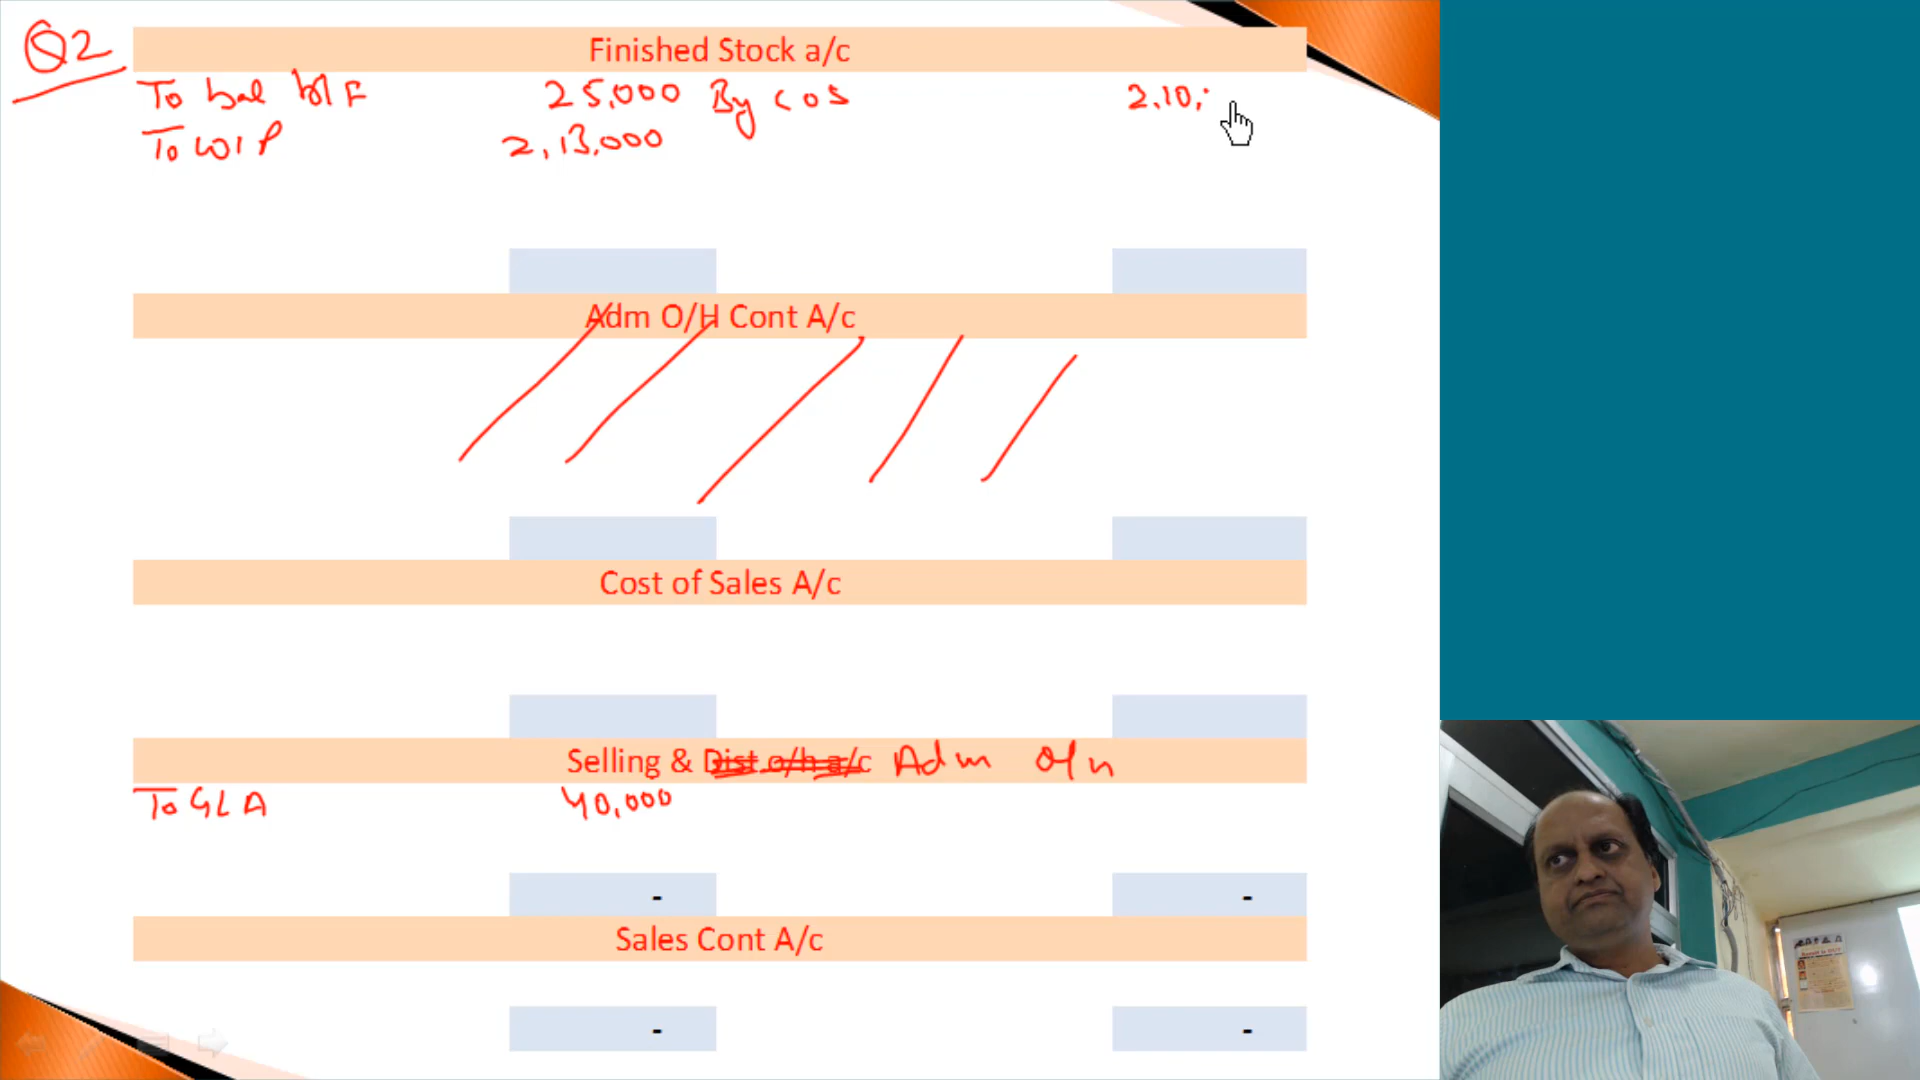 Q2
Finished Stock a/c
To bal b/F 25,000 By COS 2,10,
To WIP 2,13,000
Adm O/H Cont A/c
Cost of Sales A/c
Selling & Dist o/h a/c Adm O/h
To GLA 40,000
- -
Sales Cont A/c
- -